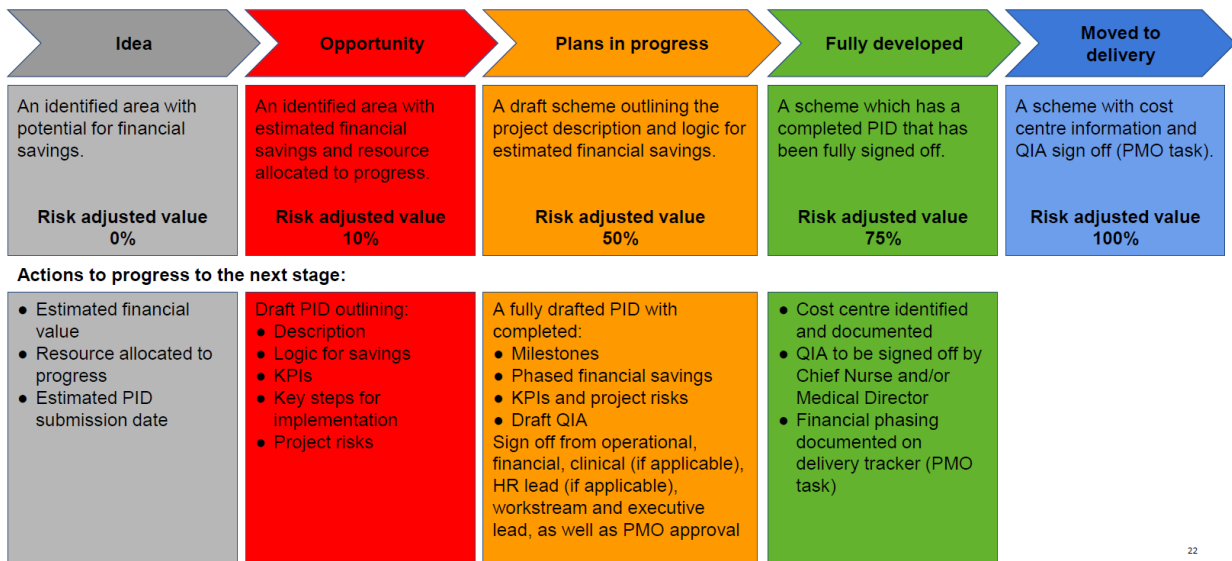 Idea
Opportunity
Plans in progress
Fully developed
Moved to
delivery
An identified area with
potential for financial
savings.
Risk adjusted value
0%
An identified area with
estimated financial
savings and resource
allocated to progress.
Risk adjusted value
10%
A draft scheme outlining the
project description and logic for
estimated financial savings.
Risk adjusted value
50%
A scheme which has a
completed PID that has
been fully signed off.
Risk adjusted value
75%
A scheme with cost
centre information and
QIA sign off (PMO task).
Risk adjusted value
100%
Actions to progress to the next stage:
● Estimated financial
value
● Resource allocated to
progress
● Estimated PID
submission date
Draft PID outlining:
● Description
● Logic for savings
● KPIs
● Key steps for
implementation
● Project risks
A fully drafted PID with
completed:
● Milestones
● Phased financial savings
● KPIs and project risks
● Draft QIA
Sign off from operational,
financial, clinical (if applicable),
HR lead (if applicable),
workstream and executive
lead, as well as PMO approval
● Cost centre identified
and documented
● QIA to be signed off by
Chief Nurse and/or
Medical Director
● Financial phasing
documented on
delivery tracker (PMO
task)
22